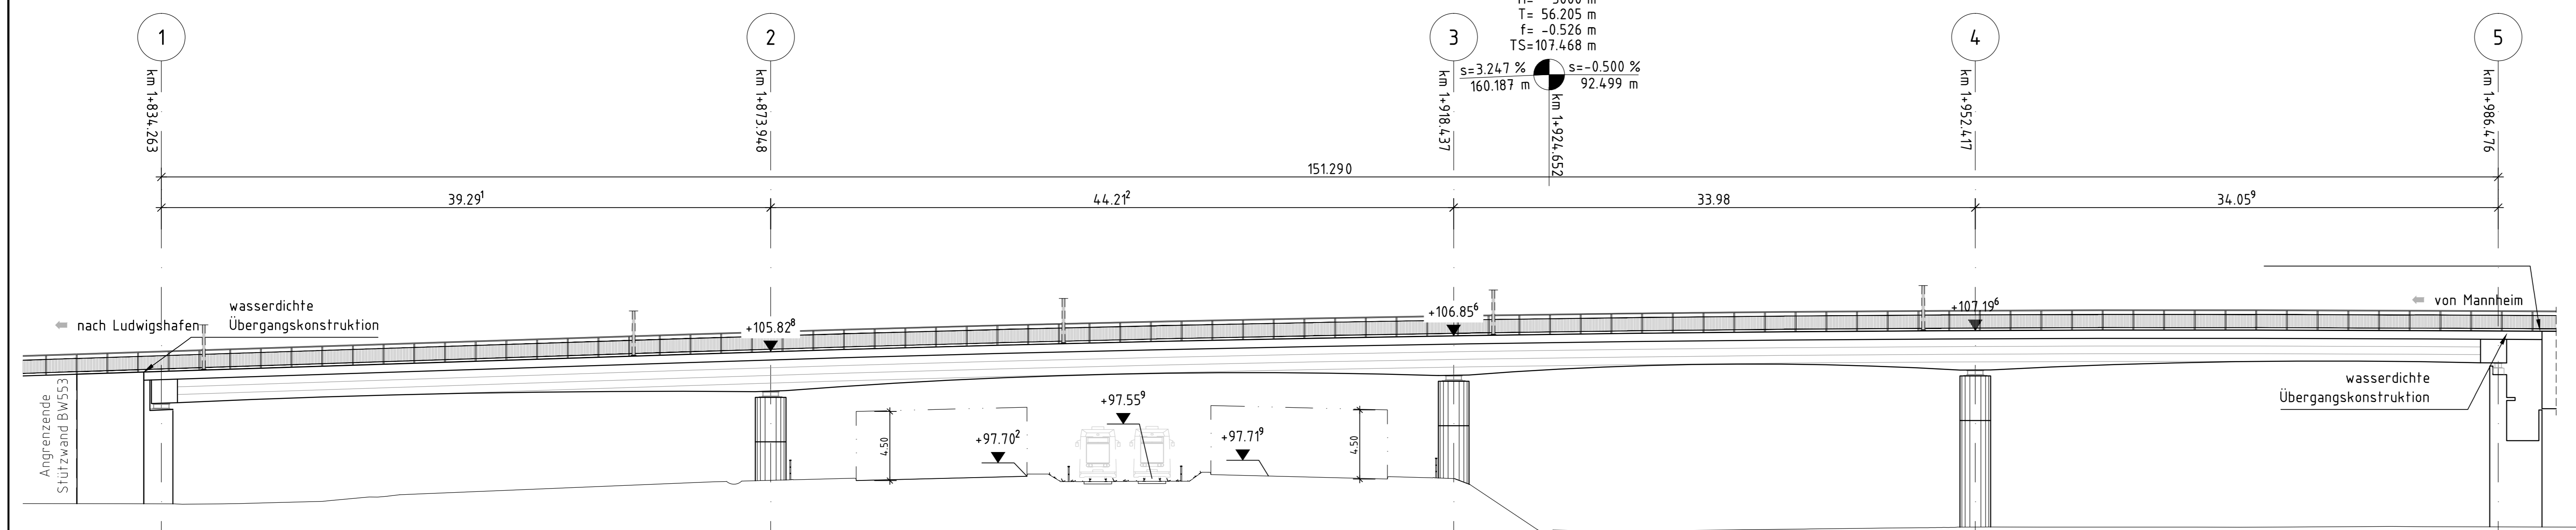 T= 56.205 m
f= -0.526 m
TS=107.468 m
1
2
3
4
5
s=3.247 %
s=-0.500 %
160.187 m
92.499 m
km 1+834.263
km 1+873.948
km 1+918.437
km 1+924.652
km 1+952.417
km 1+986.476
151.290
39.29¹
44.21²
33.98
34.05⁹
nach Ludwigshafen
wasserdichte
Übergangskonstruktion
+105.82⁸
+106.85⁶
+107.19⁶
von Mannheim
Angrenzende
Stützwand BW553
4.50
+97.70²
+97.55⁹
+97.71⁹
4.50
wasserdichte
Übergangskonstruktion